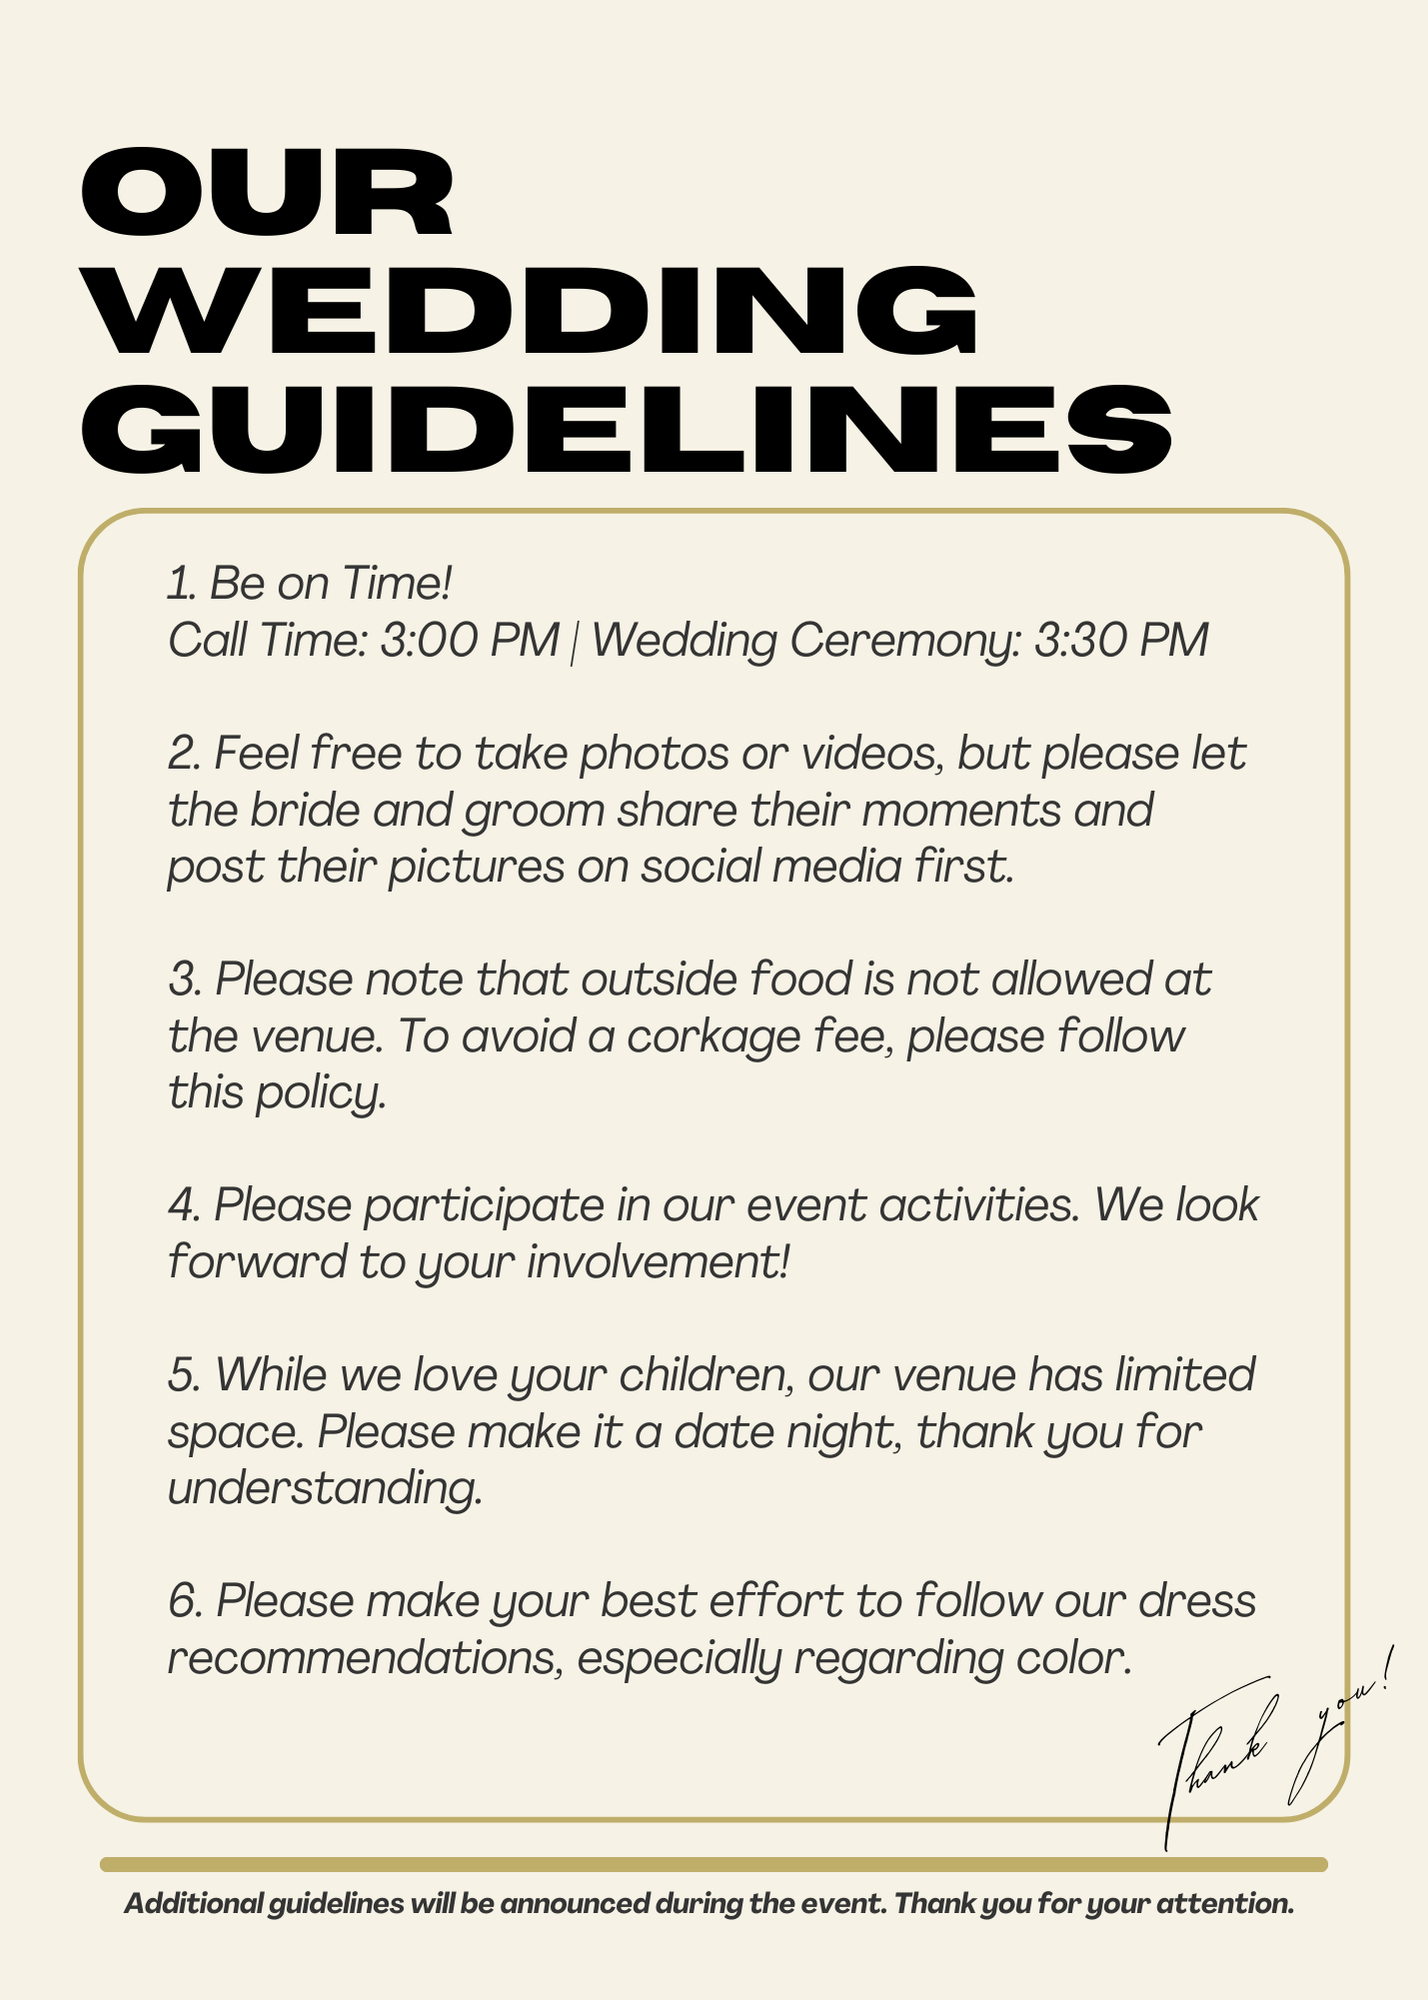 OUR
WEDDING
GUIDELINES
1. Be on Time!
Call Time: 3:00 PM | Wedding Ceremony: 3:30 PM
2. Feel free to take photos or videos, but please let
the bride and groom share their moments and
post their pictures on social media first.
3. Please note that outside food is not allowed at
the venue. To avoid a corkage fee, please follow
this policy.
4. Please participate in our event activities. We look
forward to your involvement!
5. While we love your children, our venue has limited
space. Please make it a date night, thank you for
understanding.
6. Please make your best effort to follow our dress
recommendations, especially regarding color.
Thank you!
Additional guidelines will be announced during the event. Thank you for your attention.